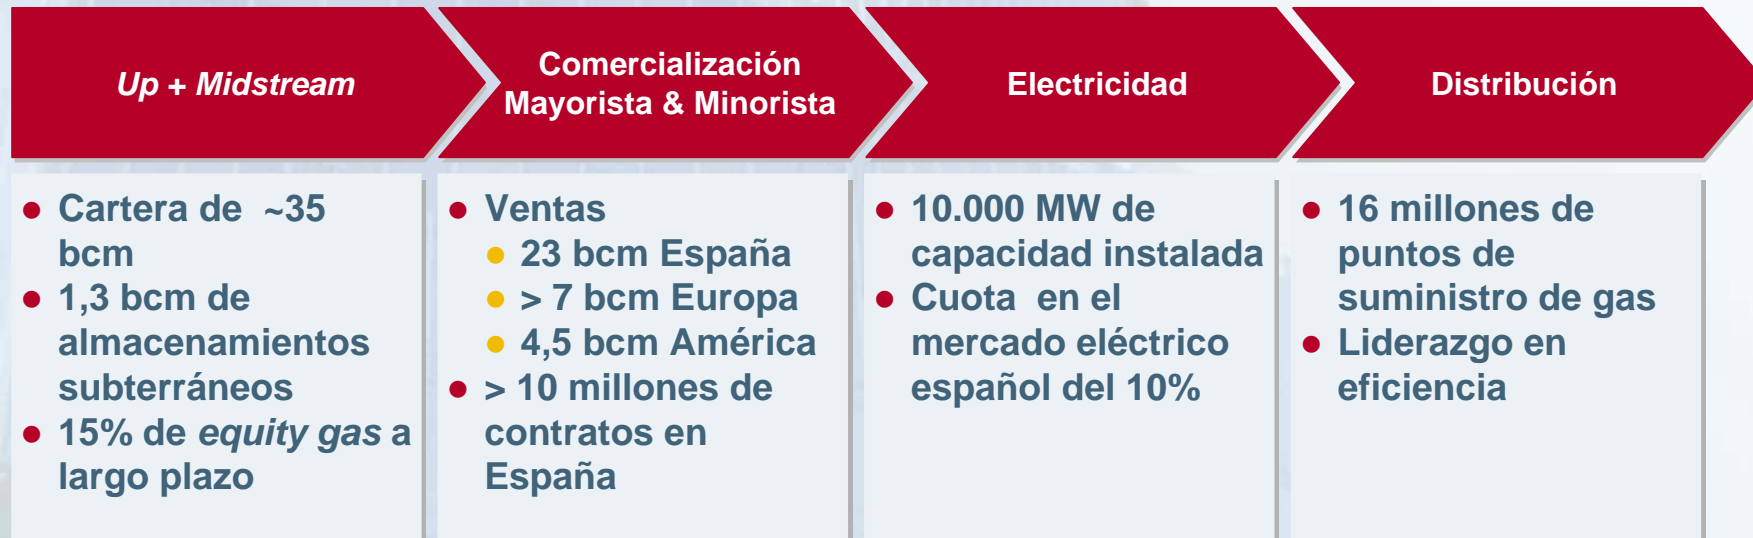 Up + Midstream
Comercialización
Mayorista & Minorista
Electricidad
Distribución
● Cartera de ~35
bcm
● 1,3 bcm de
almacenamientos
subterráneos
● 15% de equity gas a
largo plazo
● Ventas
● 23 bcm España
● > 7 bcm Europa
● 4,5 bcm América
● > 10 millones de
contratos en
España
● 10.000 MW de
capacidad instalada
● Cuota en el
mercado eléctrico
español del 10%
● 16 millones de
puntos de
suministro de gas
● Liderazgo en
eficiencia